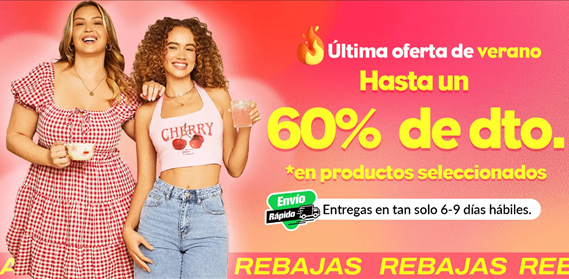 Última oferta de verano
Hasta un
60% de dto.
*en productos seleccionados
Envío
Rápido
Entregas en tan solo 6-9 días hábiles.
CHERRY
REBAJAS REBAJAS REB